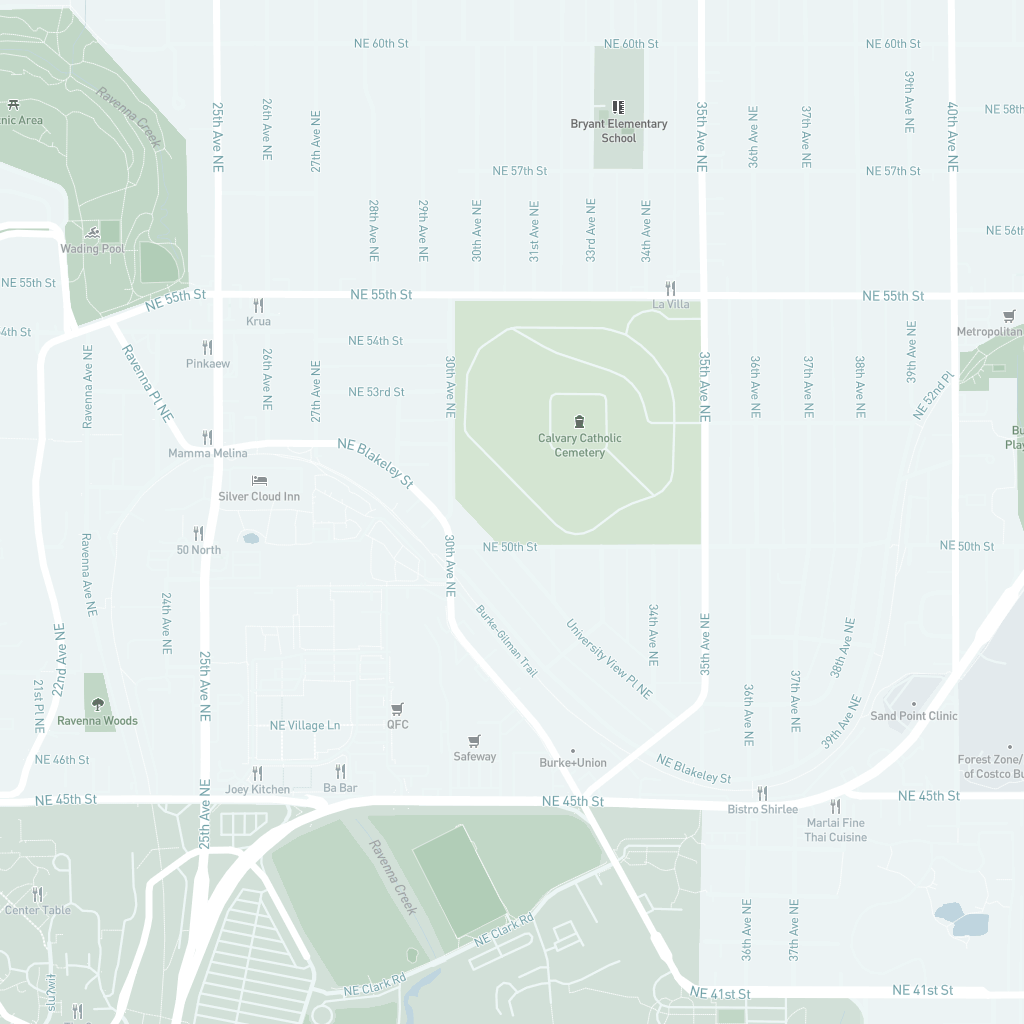 NE 60th St
NE 60th St
NE 60th St
39th Ave NE
25th Ave NE
26th Ave NE
27th Ave NE
Ravenna Creek
Bryant Elementary
School
35th Ave NE
36th Ave NE
37th Ave NE
40th Ave NE
NE 58th
Area
NE 57th St
NE 57th St
28th Ave NE
29th Ave NE
30th Ave NE
31st Ave NE
33rd Ave NE
34th Ave NE
NE 56th
Wading Pool
NE 55th St
NE 55th St
NE 55th St
NE 55th St
La Villa
Krua
Metropolitan
4th St
NE 54th St
Pinkaew
Ravenna Ave NE
Ravenna Pl NE
26th Ave NE
27th Ave NE
NE 53rd St
30th Ave NE
35th Ave NE
36th Ave NE
37th Ave NE
38th Ave NE
39th Ave NE
NE 52nd Pl
Calvary Catholic
Cemetery
Mamma Melina
NE Blakeley St
Silver Cloud Inn
50 North
NE 50th St
NE 50th St
Ravenna Ave NE
24th Ave NE
30th Ave NE
Burke-Gilman Trail
University View Pl NE
34th Ave NE
35th Ave NE
38th Ave NE
22nd Ave NE
25th Ave NE
21st Pl NE
Ravenna Woods
NE Village Ln
QFC
36th Ave NE
37th Ave NE
39th Ave NE
Sand Point Clinic
NE 46th St
Safeway
Burke+Union
NE Blakeley St
Forest Zone/
of Costco Bu
Joey Kitchen
Ba Bar
NE 45th St
NE 45th St
NE 45th St
Bistro Shirlee
25th Ave NE
Marlai Fine
Thai Cuisine
Ravenna Creek
Center Table
NE Clark Rd
36th Ave NE
37th Ave NE
NE Clark Rd
NE 41st St
NE 41st St